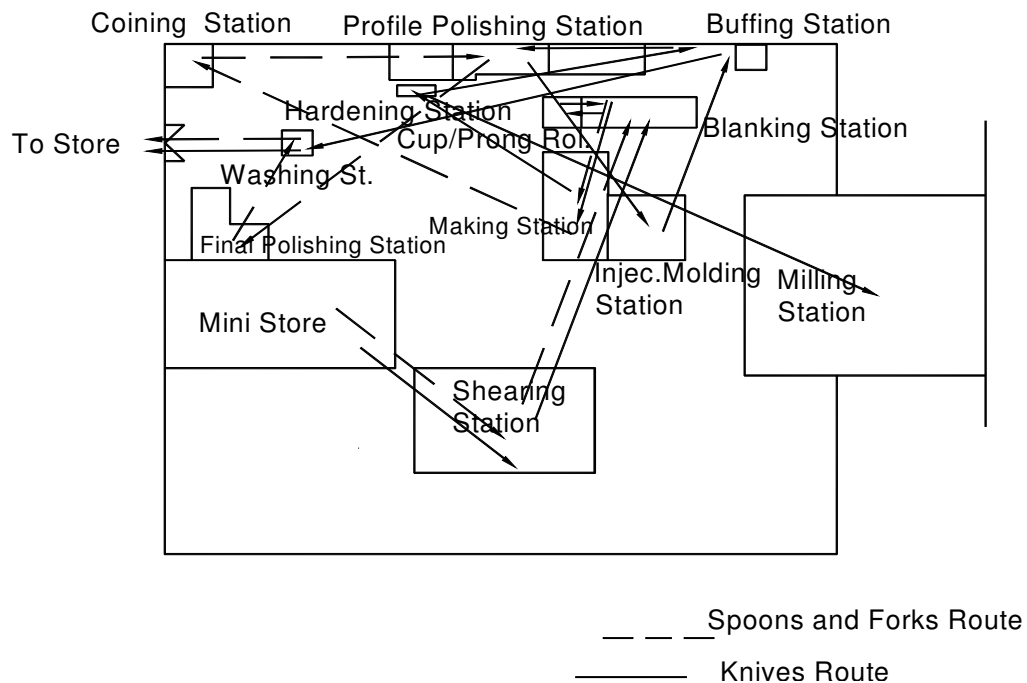 Coining Station
Profile Polishing Station
Buffing Station
Hardening Station
Cup/Prong Rol.
Blanking Station
To Store
Washing St.
Making Station
Final Polishing Station
Injec.Molding
Station
Milling
Station
Mini Store
Shearing
Station
Spoons and Forks Route
Knives Route